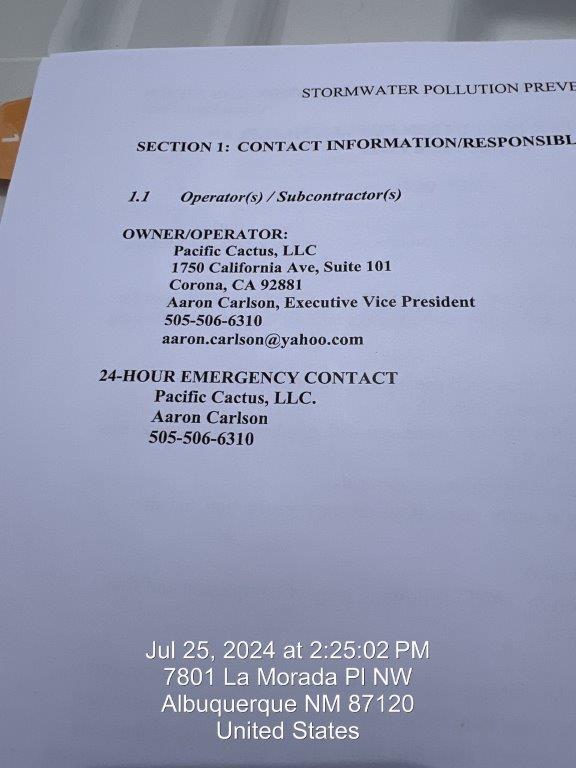 1
STORMWATER POLLUTION PREVE
SECTION 1: CONTACT INFORMATION/RESPONSIBL
1.1 Operator(s) / Subcontractor(s)
OWNER/OPERATOR:
Pacific Cactus, LLC
1750 California Ave, Suite 101
Corona, CA 92881
Aaron Carlson, Executive Vice President
505-506-6310
aaron.carlson@yahoo.com
24-HOUR EMERGENCY CONTACT
Pacific Cactus, LLC.
Aaron Carlson
505-506-6310
Jul 25, 2024 at 2:25:02 PM
7801 La Morada Pl NW
Albuquerque NM 87120
United States